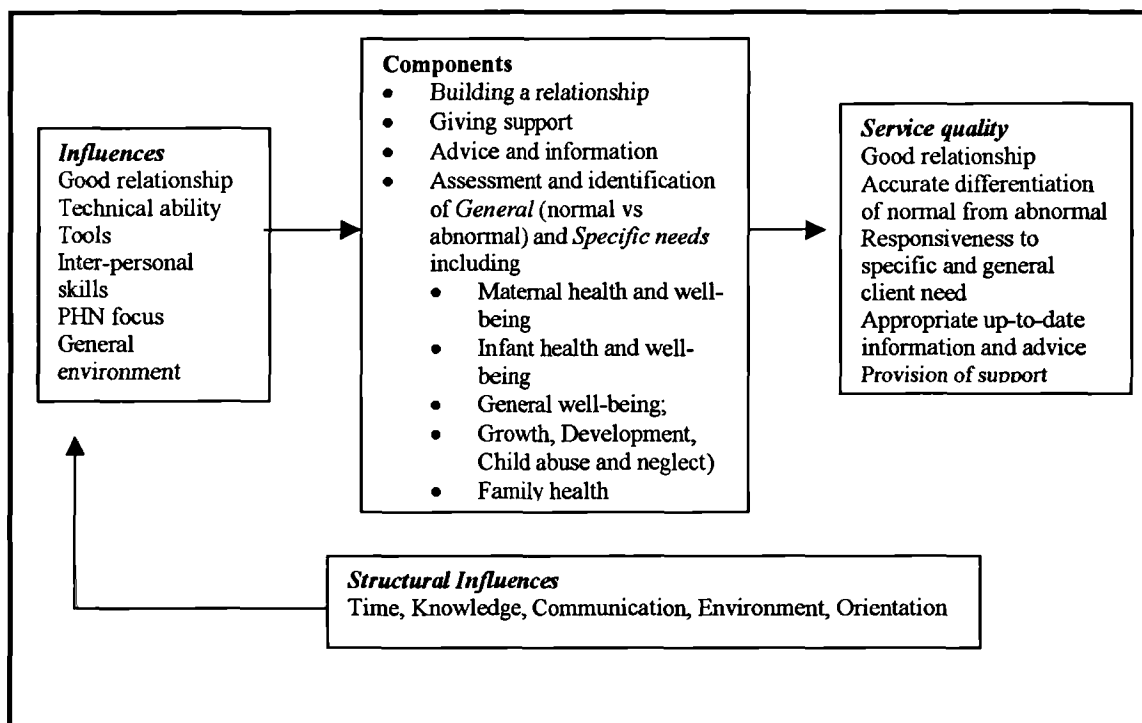 Influences
Good relationship
Technical ability
Tools
Inter-personal
skills
PHN focus
General
environment
Components
• Building a relationship
• Giving support
• Advice and information
• Assessment and identification
of General (normal vs
abnormal) and Specific needs
including
• Maternal health and well-
being
• Infant health and well-
being
• General well-being;
• Growth, Development,
Child abuse and neglect)
• Family health
Service quality
Good relationship
Accurate differentiation
of normal from abnormal
Responsiveness to
specific and general
client need
Appropriate up-to-date
information and advice
Provision of support
Structural Influences
Time, Knowledge, Communication, Environment, Orientation